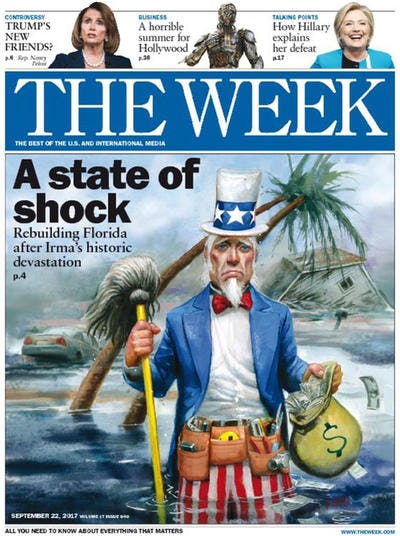 CONTROVERSY
TRUMP'S
NEW
FRIENDS?
p.6 Rep. Nancy
Pelosi
BUSINESS
A horrible
summer for
Hollywood
p.38
TALKING POINTS
How Hillary
explains
her defeat
p.17
THE WEEK
THE BEST OF THE U.S. AND INTERNATIONAL MEDIA
A state of
shock
Rebuilding Florida
after Irma's historic
devastation
p.4
$
SEPTEMBER 22, 2017 VOLUME 17 ISSUE 840
ALL YOU NEED TO KNOW ABOUT EVERYTHING THAT MATTERS
WWW.THEWEEK.COM